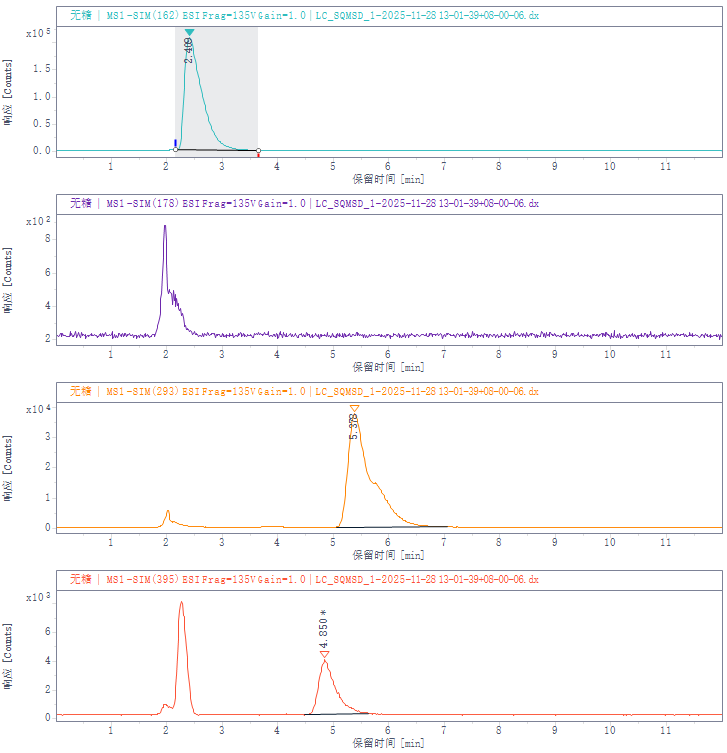 无糖 | MS1-SIM(162) ESI Frag=135V Gain=1.0 | LC_SQMSD_1-2025-11-28 13-01-39+08-00-06.dx
x10 5
2.409
1.5
1.0
0.5
0.0
响应 [Counts]
1 2 3 4 5 6 7 8 9 10 11
保留时间 [min]
无糖 | MS1-SIM(178) ESI Frag=135V Gain=1.0 | LC_SQMSD_1-2025-11-28 13-01-39+08-00-06.dx
x10 2
8
6
4
2
响应 [Counts]
1 2 3 4 5 6 7 8 9 10 11
保留时间 [min]
无糖 | MS1-SIM(293) ESI Frag=135V Gain=1.0 | LC_SQMSD_1-2025-11-28 13-01-39+08-00-06.dx
x10 4
5.378
3
2
1
0
响应 [Counts]
1 2 3 4 5 6 7 8 9 10 11
保留时间 [min]
无糖 | MS1-SIM(395) ESI Frag=135V Gain=1.0 | LC_SQMSD_1-2025-11-28 13-01-39+08-00-06.dx
x10 3
4.850*
6
4
2
0
响应 [Counts]
1 2 3 4 5 6 7 8 9 10 11
保留时间 [min]